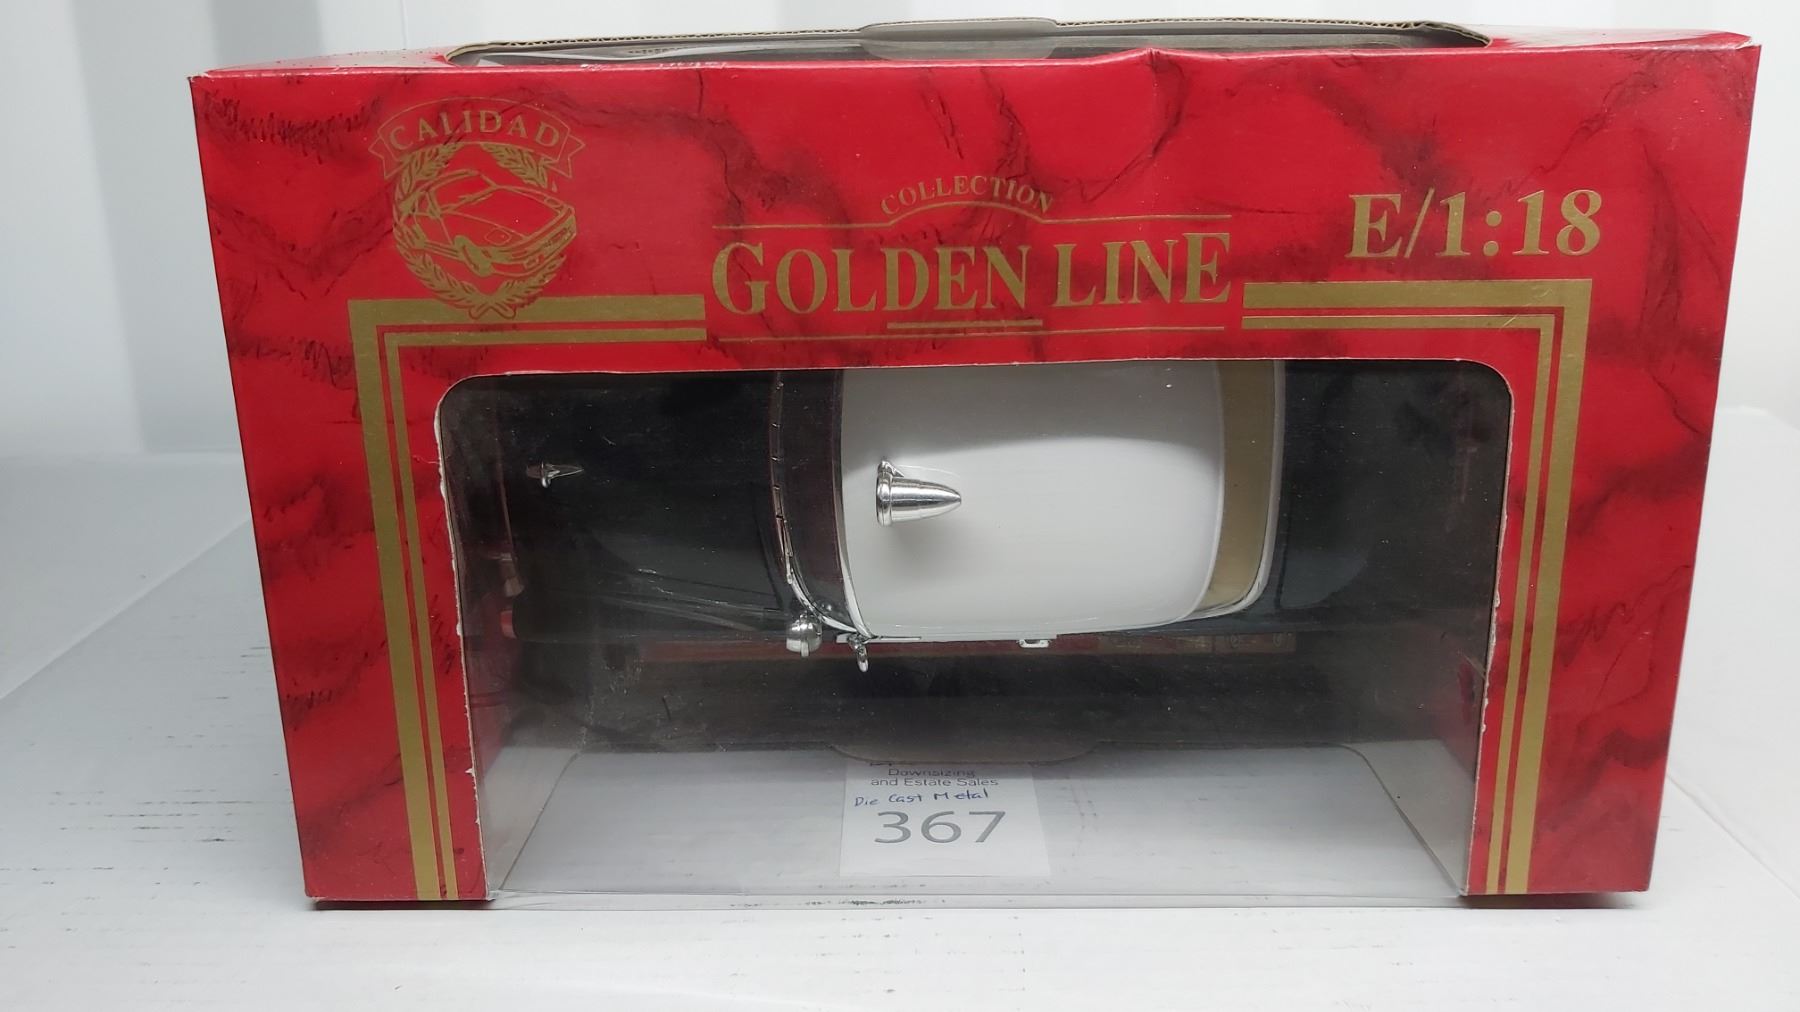 CALIDAD
COLLECTION
GOLDEN LINE
E/1:18
Downsizing
and Estate Sales
Die Cast Metal
367